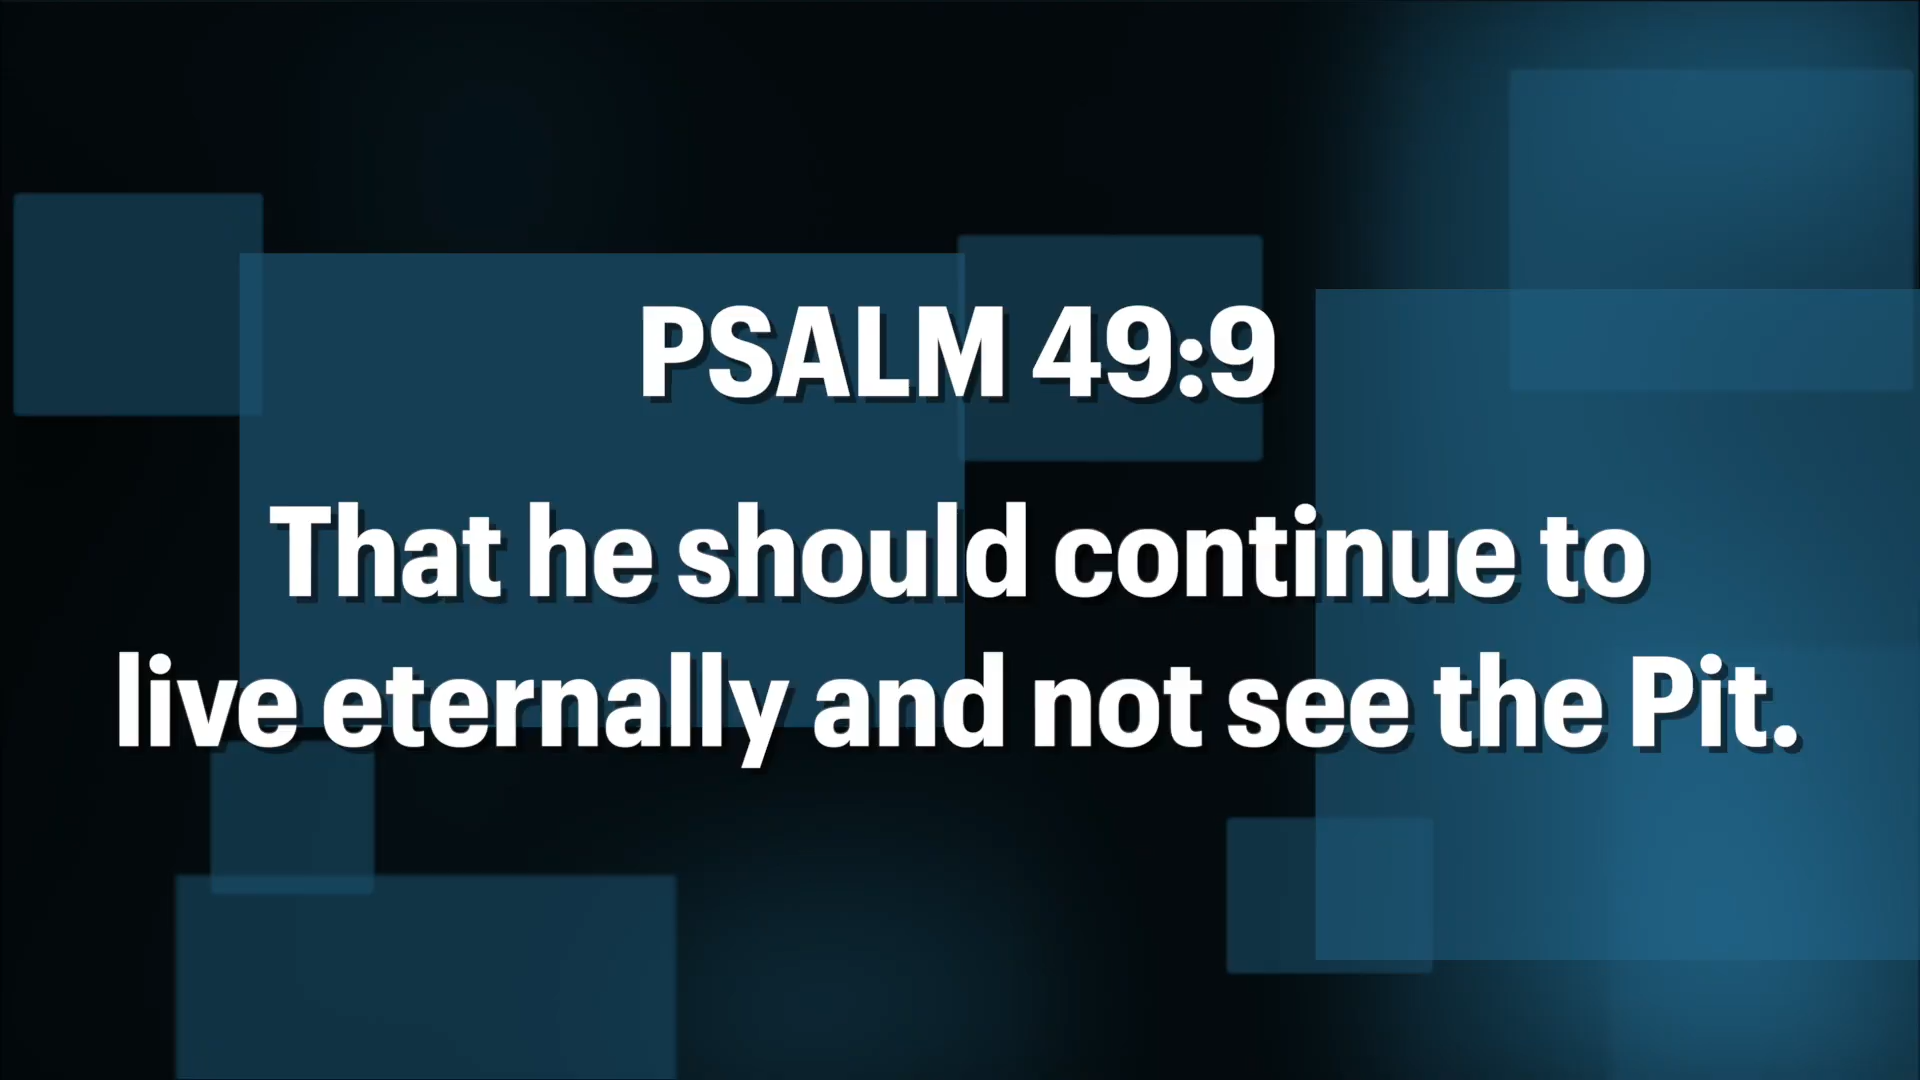 PSALM 49:9
That he should continue to
live eternally and not see the Pit.